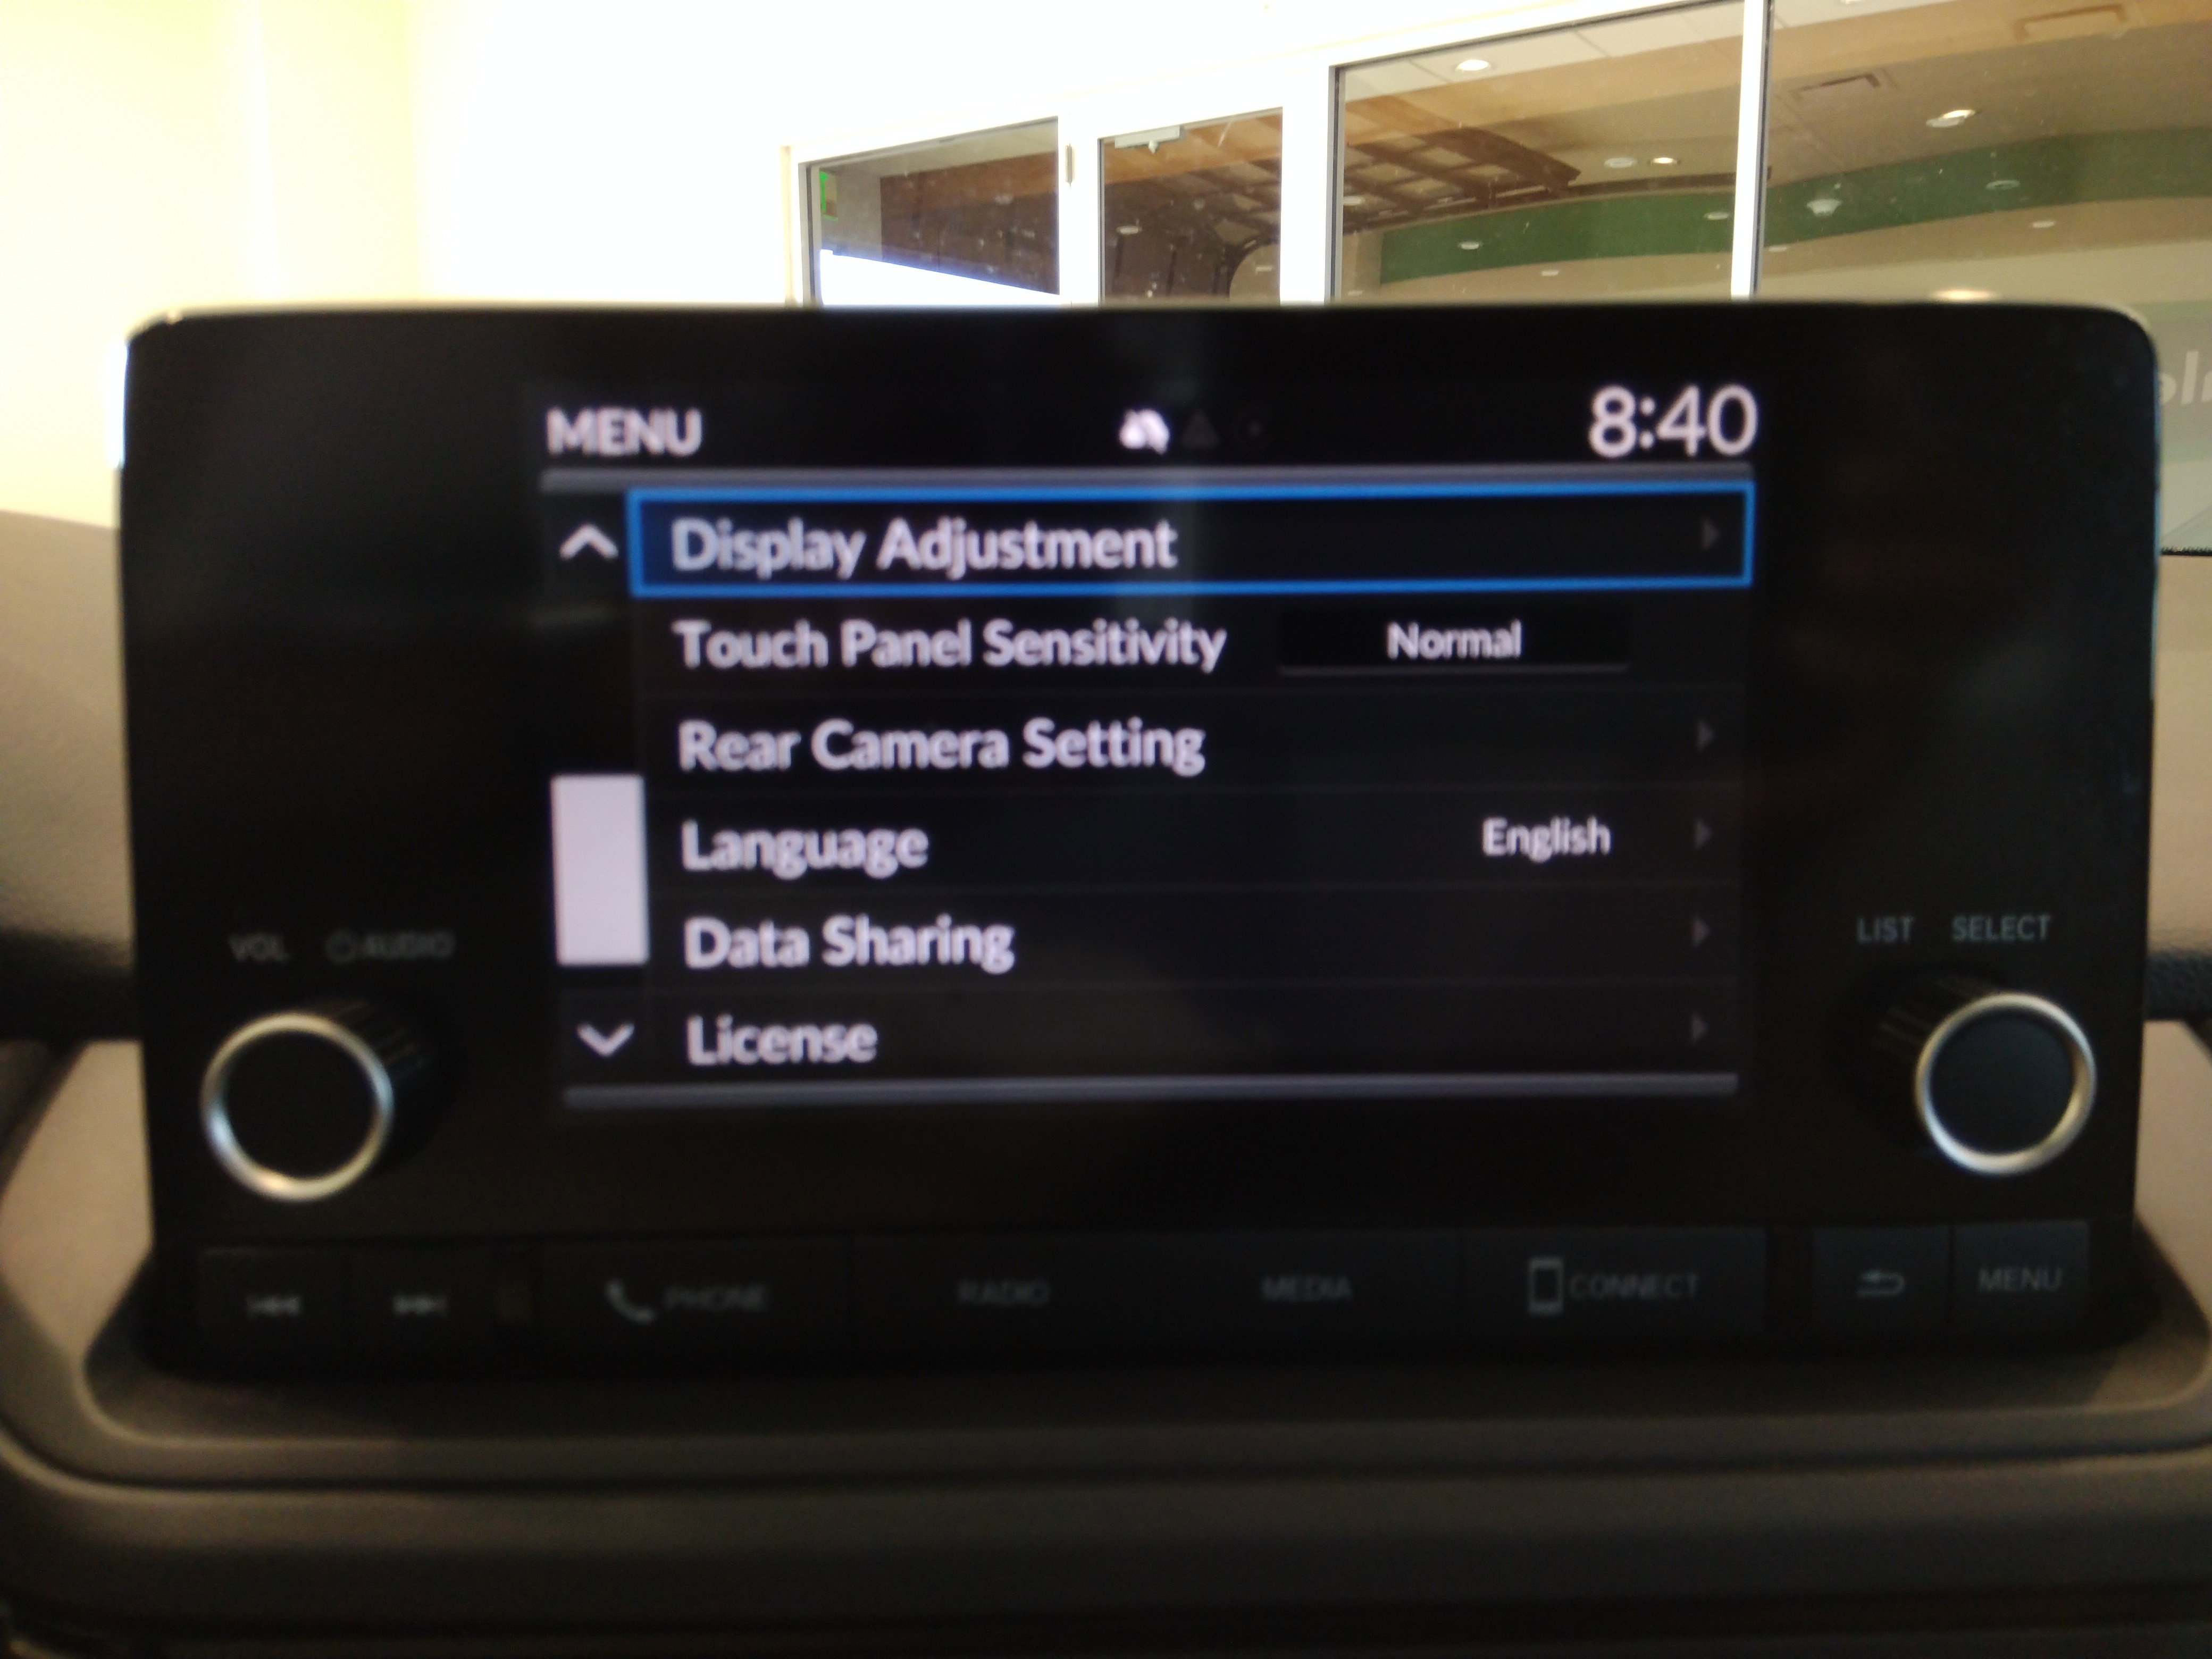 MENU 8:40
Display Adjustment
Touch Panel Sensitivity Normal
Rear Camera Setting
Language English
Data Sharing
License
VOL AUDIO
LIST SELECT
PHONE RADIO MEDIA CONNECT MENU